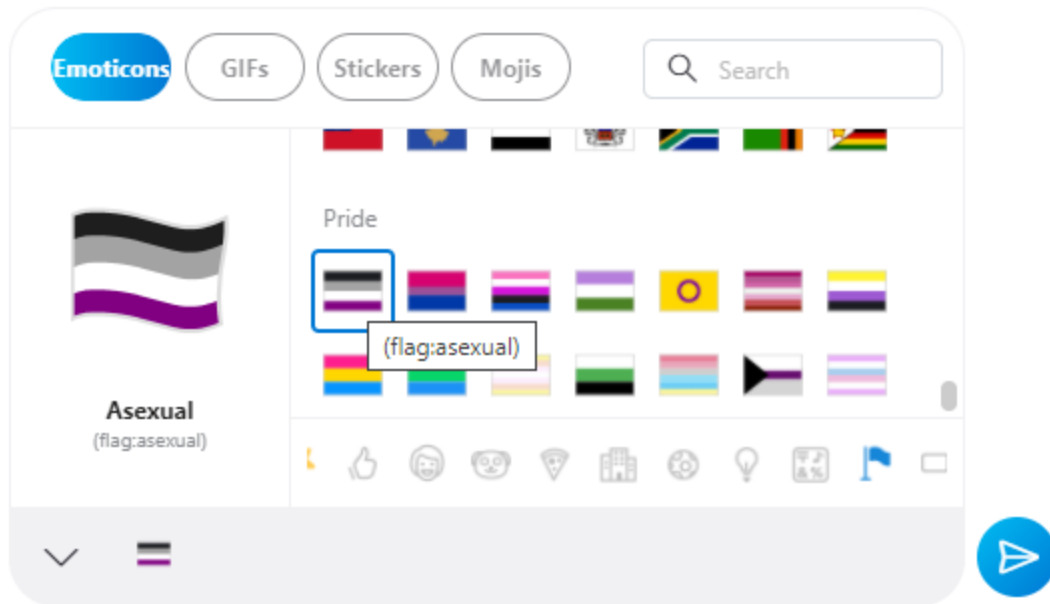 Emoticons GIFs Stickers Mojis Search
Pride
(flag:asexual)
Asexual
(flag:asexual)